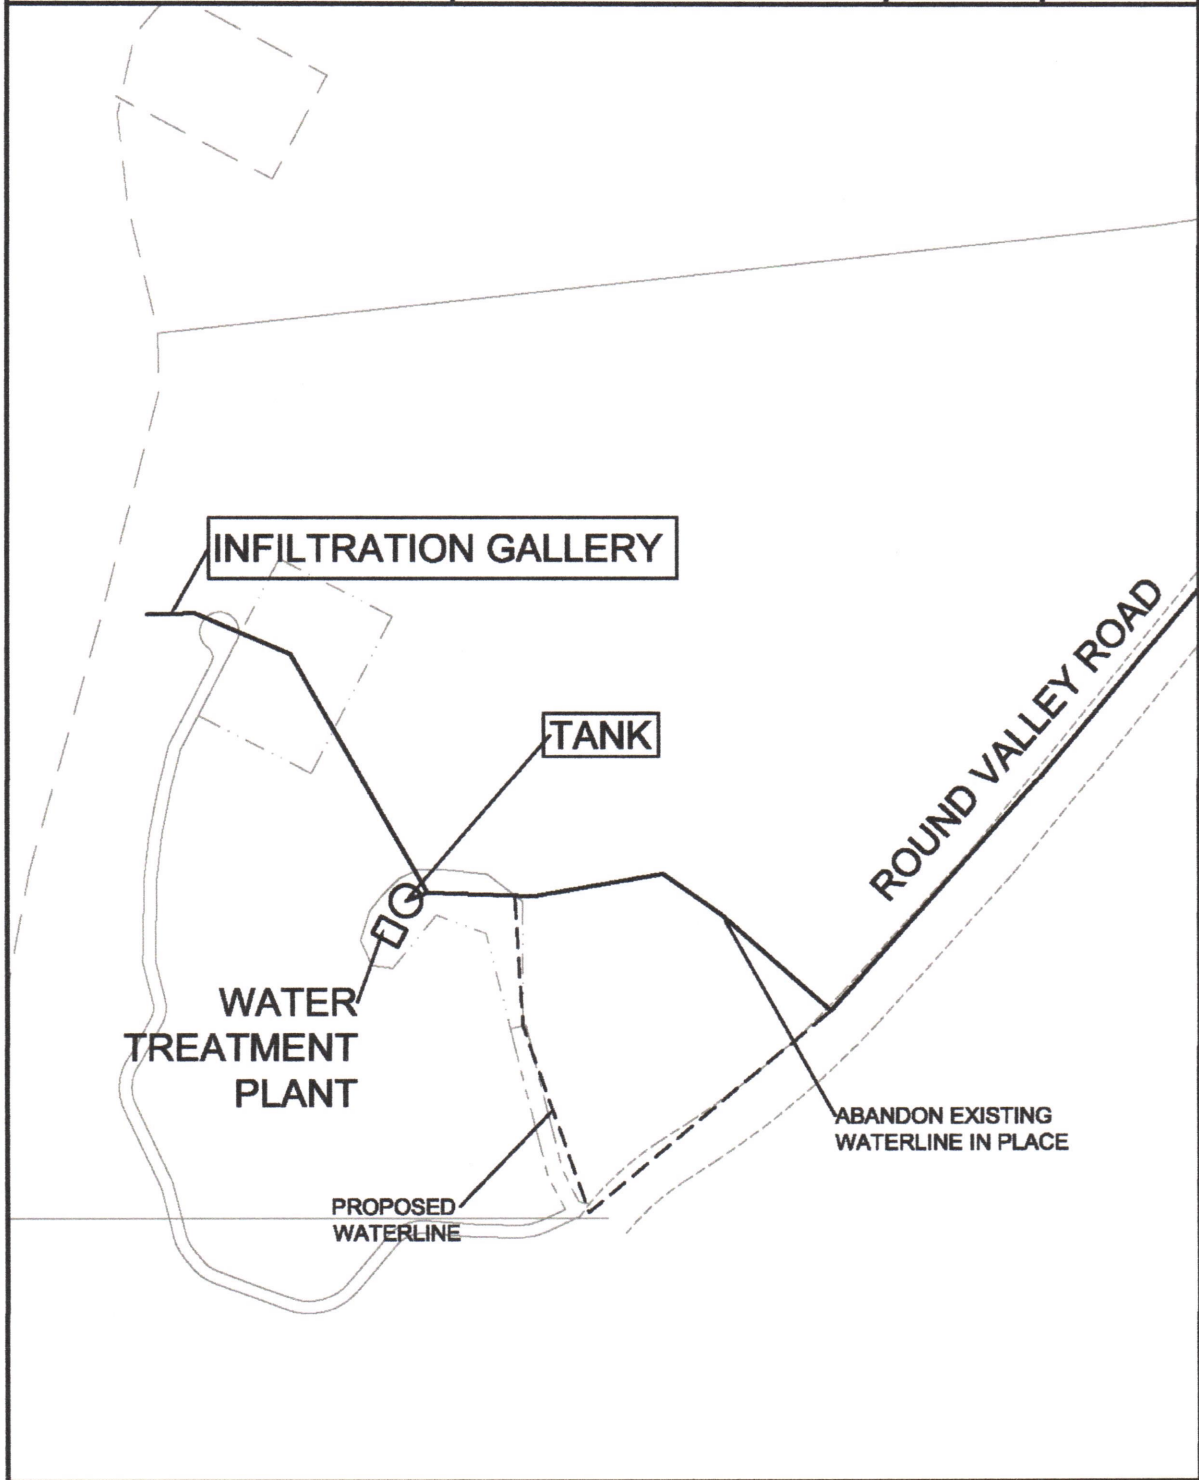 INFILTRATION GALLERY
TANK
ROUND VALLEY ROAD
WATER
TREATMENT
PLANT
ABANDON EXISTING
WATERLINE IN PLACE
PROPOSED
WATERLINE